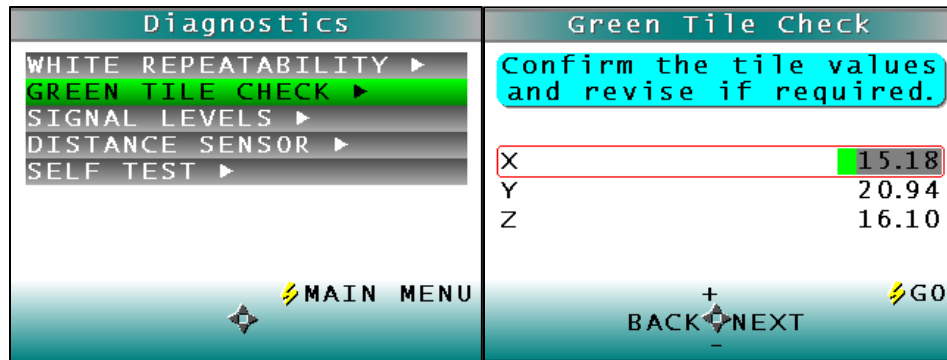 Diagnostics
WHITE REPEATABILITY ▶
GREEN TILE CHECK ▶
SIGNAL LEVELS ▶
DISTANCE SENSOR ▶
SELF TEST ▶
MAIN MENU
Green Tile Check
Confirm the tile values
and revise if required.
X 15.18
Y 20.94
Z 16.10
GO
+
BACK NEXT
-